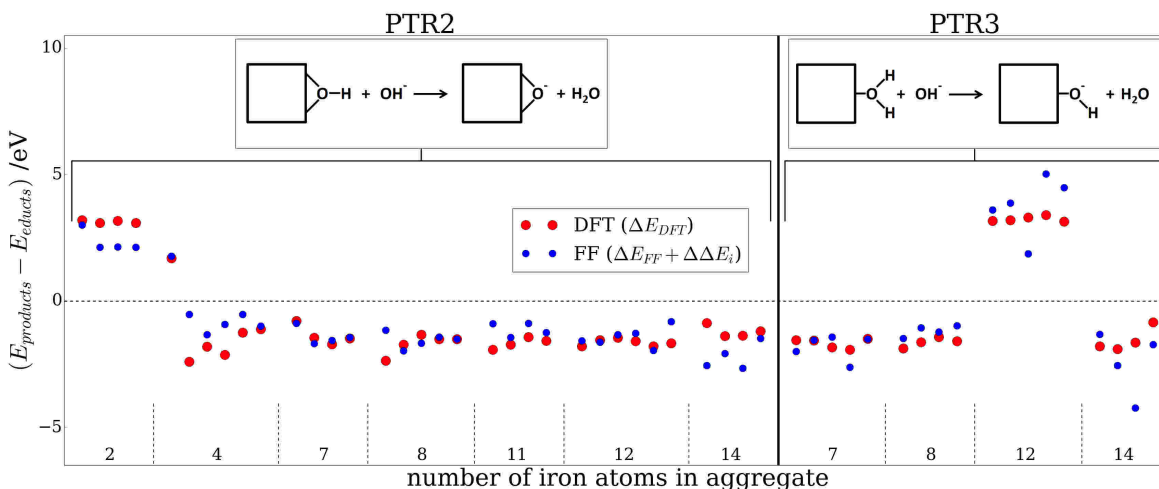 PTR2 PTR3
10
5
0
−5
(E_products − E_educts) /eV
O−H + OH⁻ → O⁻ + H₂O
O H H + OH⁻ → O⁻ H + H₂O
DFT (ΔE_DFT)
FF (ΔE_FF + ΔΔE_i)
2 4 7 8 11 12 14 7 8 12 14
number of iron atoms in aggregate